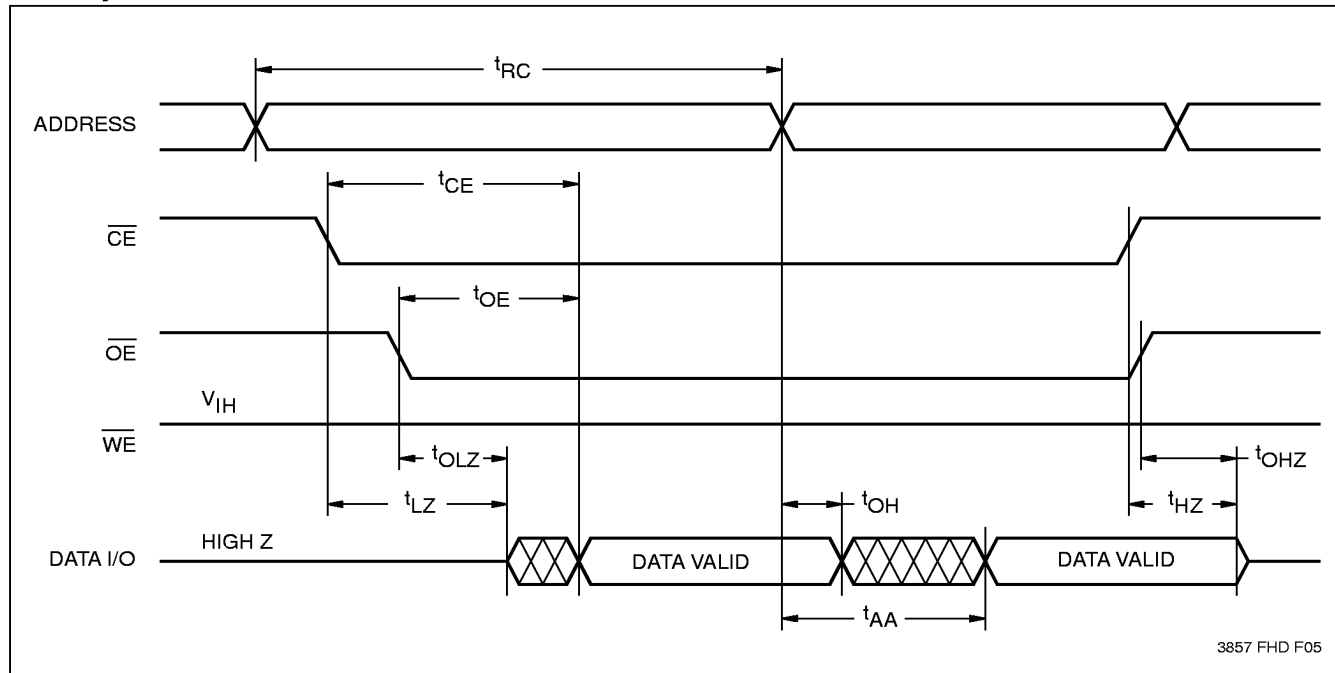 tRC
ADDRESS
tCE
CE
tOE
OE
VIH
WE
tOLZ
tOHZ
tLZ
tOH
tHZ
HIGH Z
DATA I/O
DATA VALID
DATA VALID
tAA
3857 FHD F05